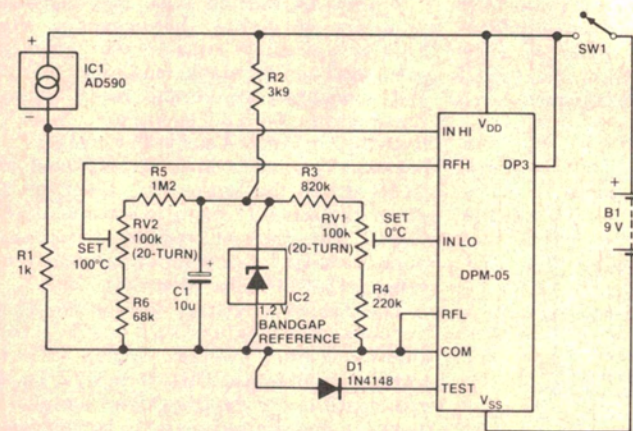 +
IC1
AD590
−
R2
3k9
SW1
IN HI
V DD
RFH
DP3
R5
1M2
R3
820k
+
B1
9 V
SET
100°C
RV2
100k
(20-TURN)
RV1
100k
(20-TURN)
SET
0°C
IN LO
R1
1k
+
C1
10u
IC2
1.2 V
BANDGAP
REFERENCE
DPM-05
R6
68k
R4
220k
RFL
COM
D1
1N4148
TEST
V SS